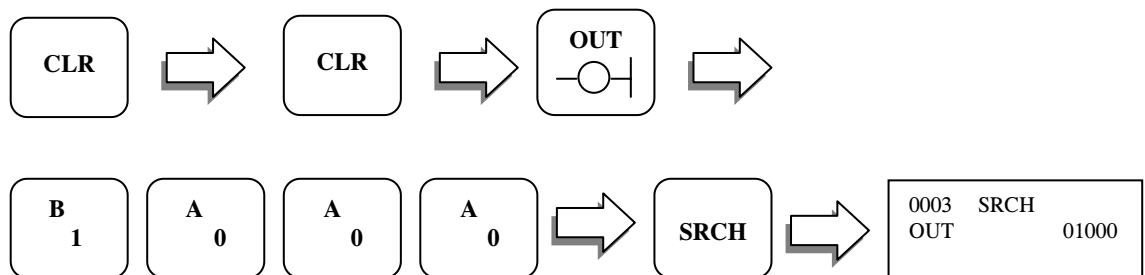 CLR CLR OUT
B A A A
1 0 0 0 SRCH
0003 SRCH
OUT 01000